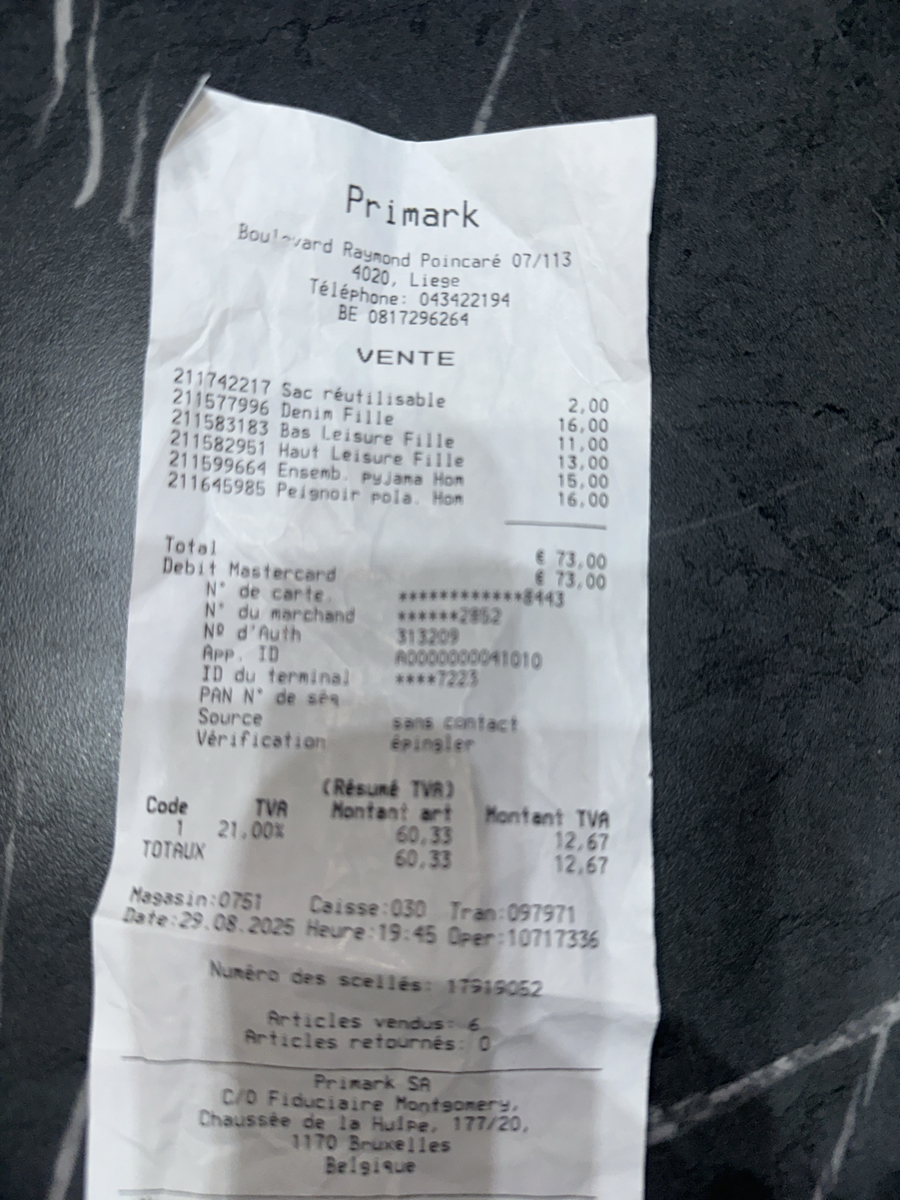 Primark
Boulevard Raymond Poincaré 07/113
4020, Liege
Téléphone: 043422194
BE 0817296264
VENTE
211742217 Sac réutilisable 2,00
211577996 Denim Fille 16,00
211583183 Bas Leisure Fille 11,00
211582951 Haut Leisure Fille 13,00
211599664 Ensemb. pyjama Hom 15,00
211645985 Peignoir pola. Hom 16,00
Total € 73,00
Debit Mastercard € 73,00
N° de carte. ************8443
N° du marchand ******2852
Nº d'Auth 313209
App. ID A0000000041010
ID du terminal ****7223
PAN N° de séq
Source sans contact
Vérification épingler
(Résumé TVA)
Code TVA Montant art Montant TVA
1 21,00% 60,33 12,67
TOTAUX 60,33 12,67
Magasin:0751 Caisse:030 Tran:097971
Date:29.08.2025 Heure:19:45 Oper:10717336
Numéro des scellés: 17919052
Articles vendus: 6
Articles retournés: 0
Primark SA
C/O Fiduciaire Montgomery,
Chaussée de la Hulpe, 177/20,
1170 Bruxelles
Belgique